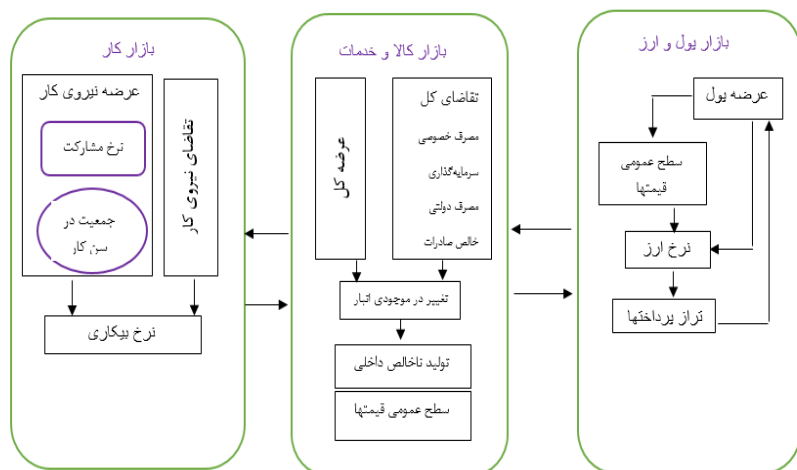 بازار پول و ارز
عرضه پول
سطح عمومی
قیمتها
نرخ ارز
تراز پرداختها
بازار کالا و خدمات
تقاضای کل
مصرف خصوصی
سرمایه‌گذاری
مصرف دولتی
خالص صادرات
عرضه کل
تغییر در موجودی انبار
تولید ناخالص داخلی
سطح عمومی قیمتها
بازار کار
تقاضای نیروی کار
عرضه نیروی کار
نرخ مشارکت
جمعیت در
سن کار
نرخ بیکاری